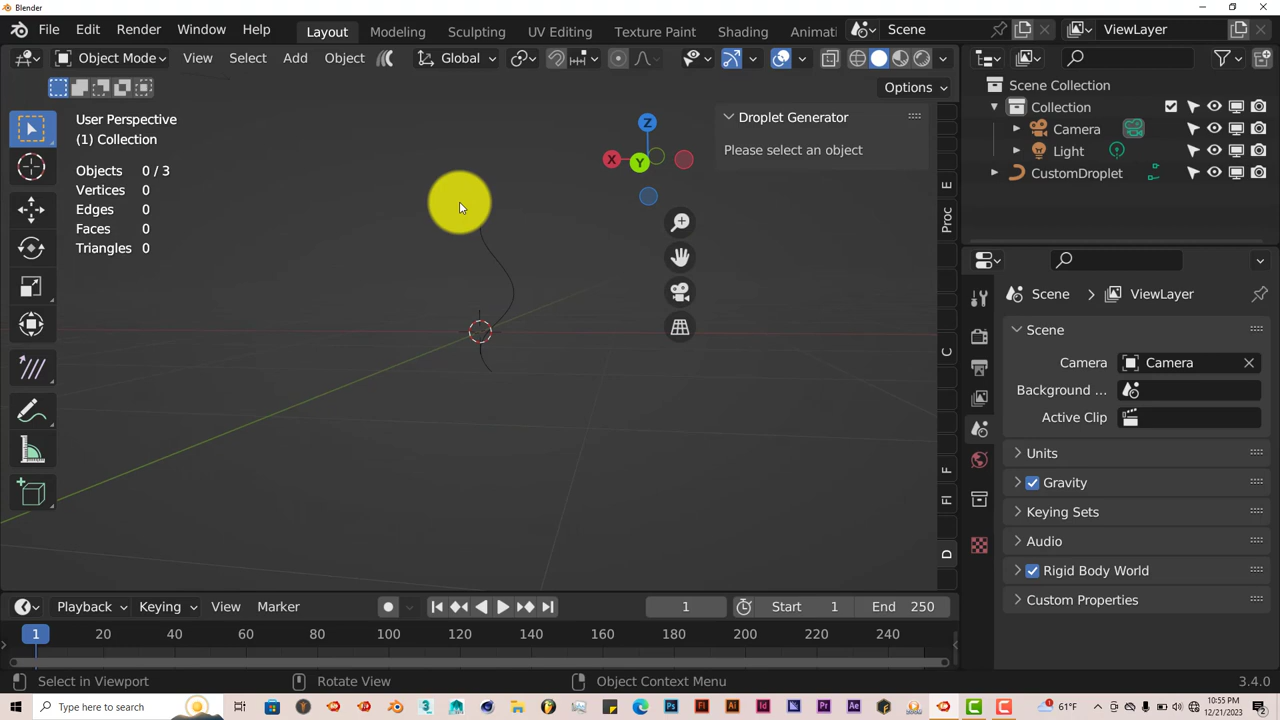 Blender
File Edit Render Window Help Layout Modeling Sculpting UV Editing Texture Paint Shading Animati Scene ViewLayer
Object Mode View Select Add Object Global
Options
User Perspective
(1) Collection
Objects 0 / 3
Vertices 0
Edges 0
Faces 0
Triangles 0
Z
X
Y
Droplet Generator
Please select an object
E
Proc
C
F
Fl
D
Scene Collection
Collection
Camera
Light
CustomDroplet
Scene ViewLayer
Scene
Camera Camera
Background ...
Active Clip
Units
Gravity
Keying Sets
Audio
Rigid Body World
Custom Properties
Playback Keying View Marker 1 Start 1 End 250
1 20 40 60 80 100 120 140 160 180 200 220 240
Select in Viewport Rotate View Object Context Menu 3.4.0
Type here to search
61°F
10:55 PM
12/21/2023